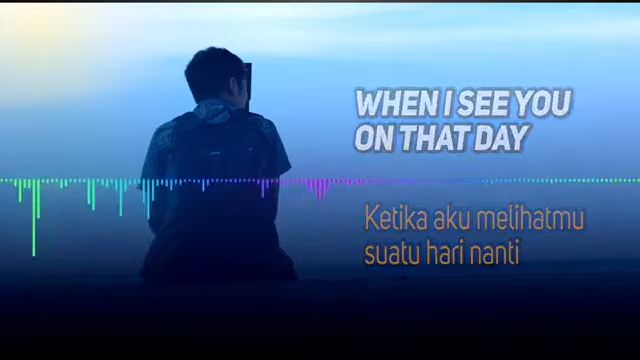 WHEN I SEE YOU
ON THAT DAY
Ketika aku melihatmu
suatu hari nanti